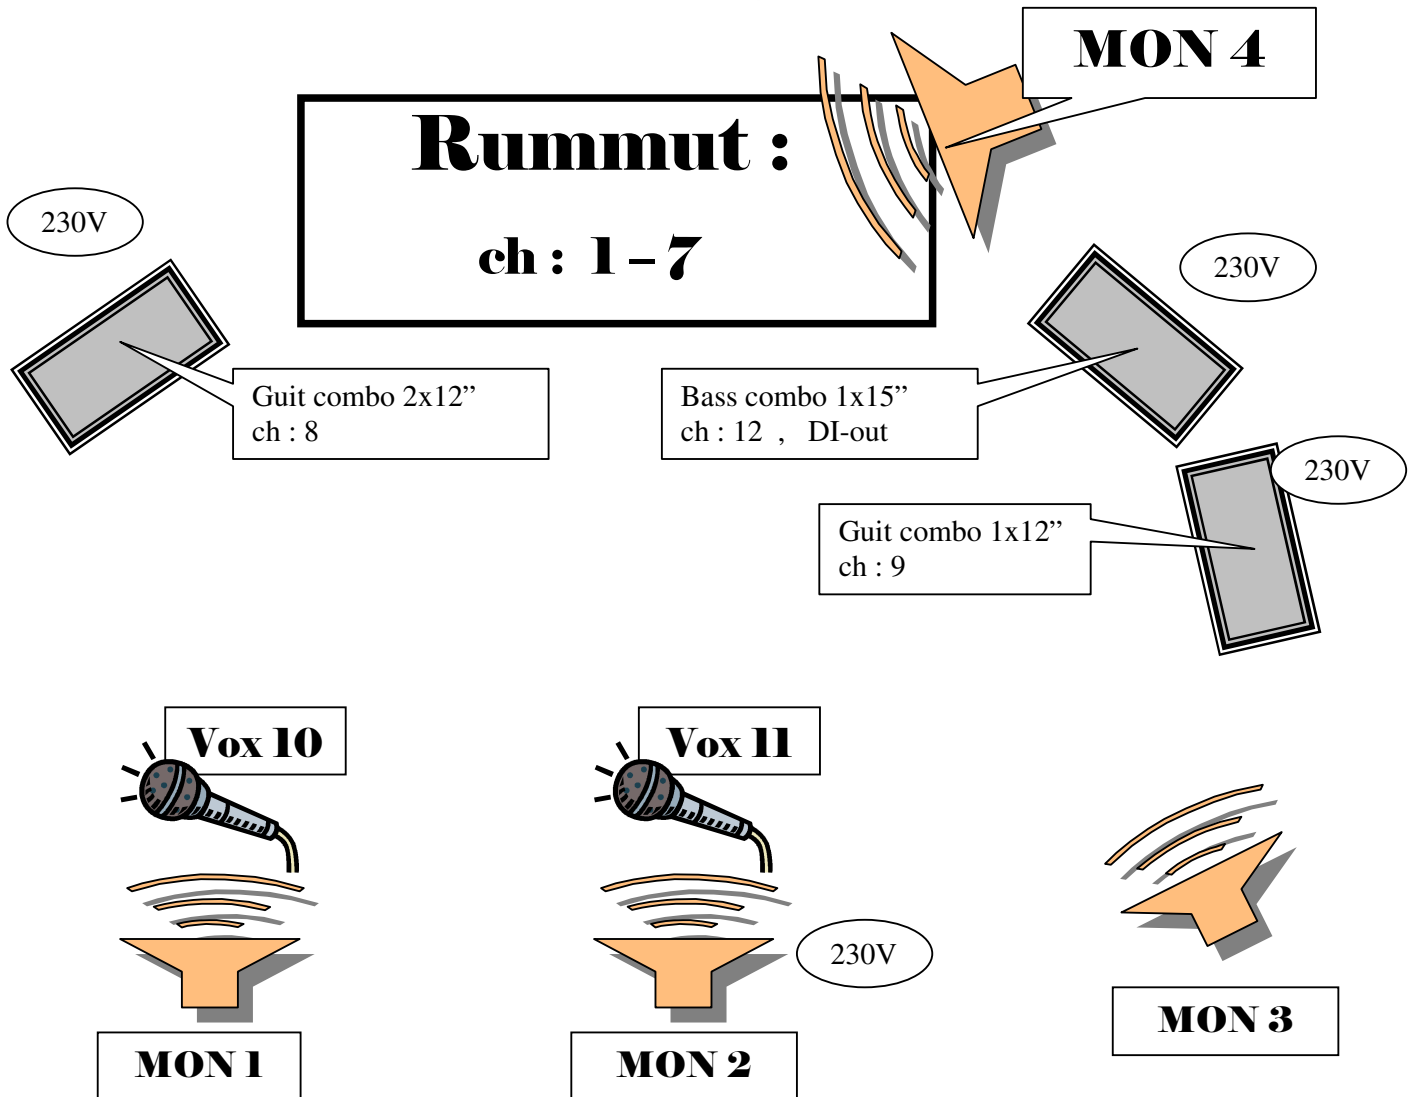 MON 4
Rummut :
ch : 1 – 7
230V
230V
Guit combo 2x12”
ch : 8
Bass combo 1x15”
ch : 12 , DI-out
230V
Guit combo 1x12”
ch : 9
Vox 10
Vox 11
230V
MON 1
MON 2
MON 3